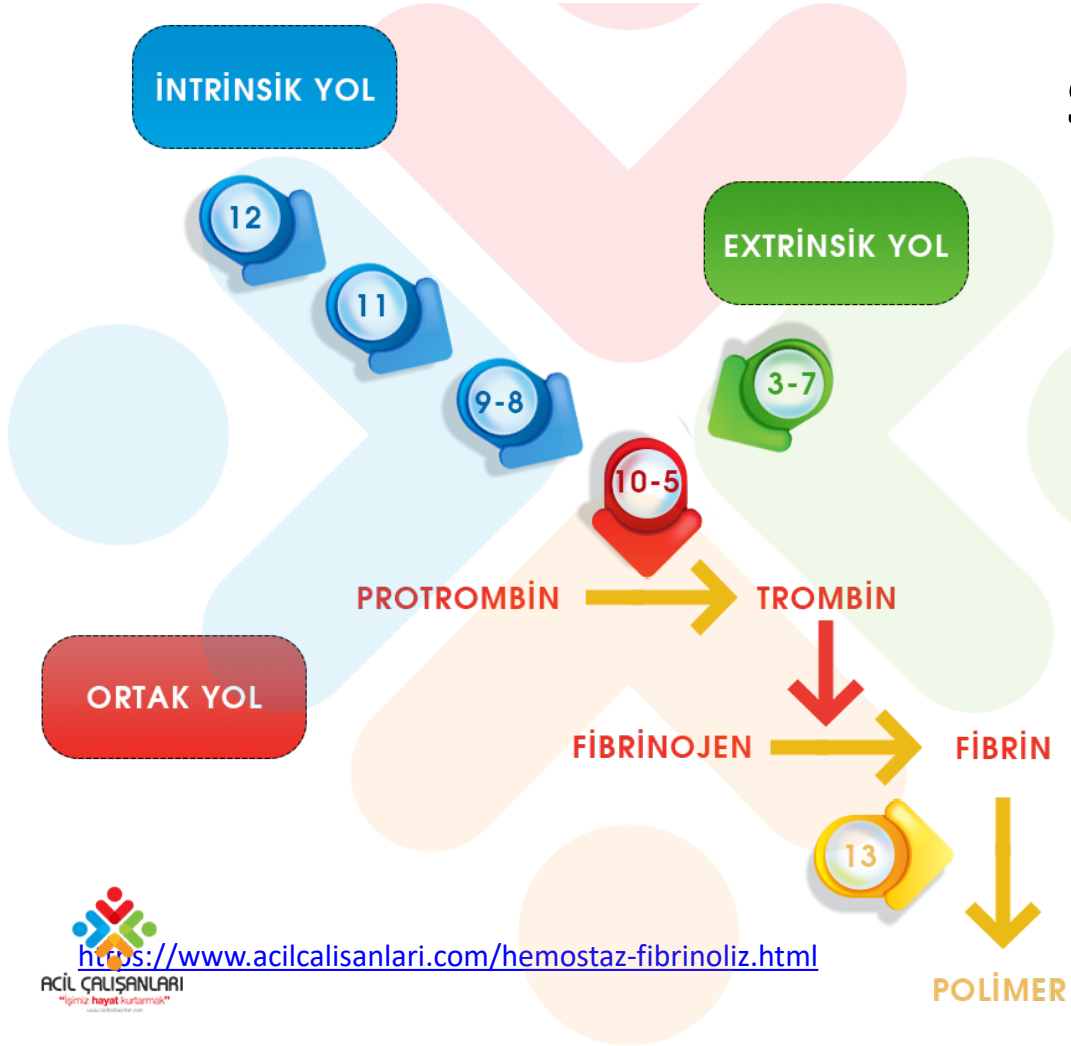 İNTRİNSİK YOL
12
EXTRİNSİK YOL
11
3-7
9-8
10-5
PROTROMBİN
TROMBİN
ORTAK YOL
FİBRİNOJEN
FİBRİN
13
https://www.acilcalisanlari.com/hemostaz-fibrinoliz.html
ACİL ÇALIŞANLARI
"İşimiz hayat kurtarmak"
POLİMER